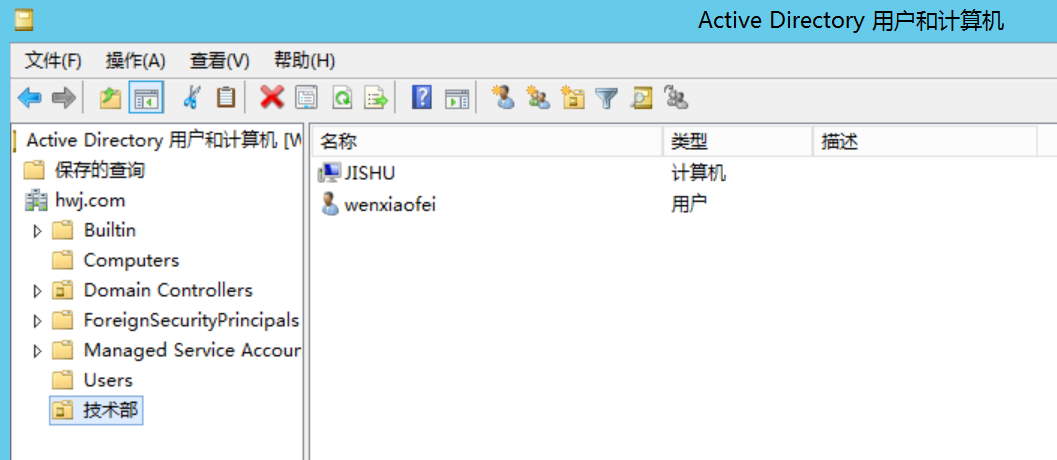 Active Directory 用户和计算机
文件(F) 操作(A) 查看(V) 帮助(H)
Active Directory 用户和计算机 [
保存的查询
hwj.com
Builtin
Computers
Domain Controllers
ForeignSecurityPrincipals
Managed Service Accour
Users
技术部
名称 类型 描述
JISHU 计算机
wenxiaofei 用户